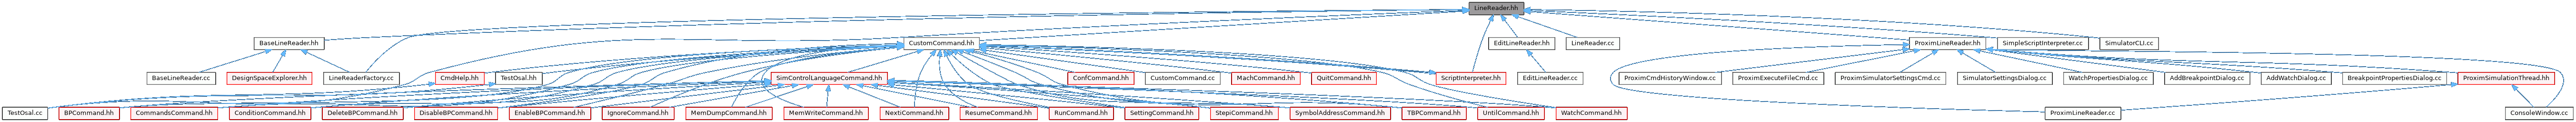 LineReader.hh
BaseLineReader.hh
CustomCommand.hh
EditLineReader.hh
LineReader.cc
ProximLineReader.hh
SimpleScriptInterpreter.cc
SimulatorCLI.cc
BaseLineReader.cc
DesignSpaceExplorer.hh
LineReaderFactory.cc
CmdHelp.hh
TestOsal.hh
SimControlLanguageCommand.hh
ConfCommand.hh
CustomCommand.cc
MachCommand.hh
QuitCommand.hh
ScriptInterpreter.hh
EditLineReader.cc
ProximCmdHistoryWindow.cc
ProximExecuteFileCmd.cc
ProximSimulatorSettingsCmd.cc
SimulatorSettingsDialog.cc
WatchPropertiesDialog.cc
AddBreakpointDialog.cc
AddWatchDialog.cc
BreakpointPropertiesDialog.cc
ProximSimulationThread.hh
TestOsal.cc
BPCommand.hh
CommandsCommand.hh
ConditionCommand.hh
DeleteBPCommand.hh
DisableBPCommand.hh
EnableBPCommand.hh
IgnoreCommand.hh
MemDumpCommand.hh
MemWriteCommand.hh
NextiCommand.hh
ResumeCommand.hh
RunCommand.hh
SettingCommand.hh
StepiCommand.hh
SymbolAddressCommand.hh
TBPCommand.hh
UntilCommand.hh
WatchCommand.hh
ProximLineReader.cc
ConsoleWindow.cc